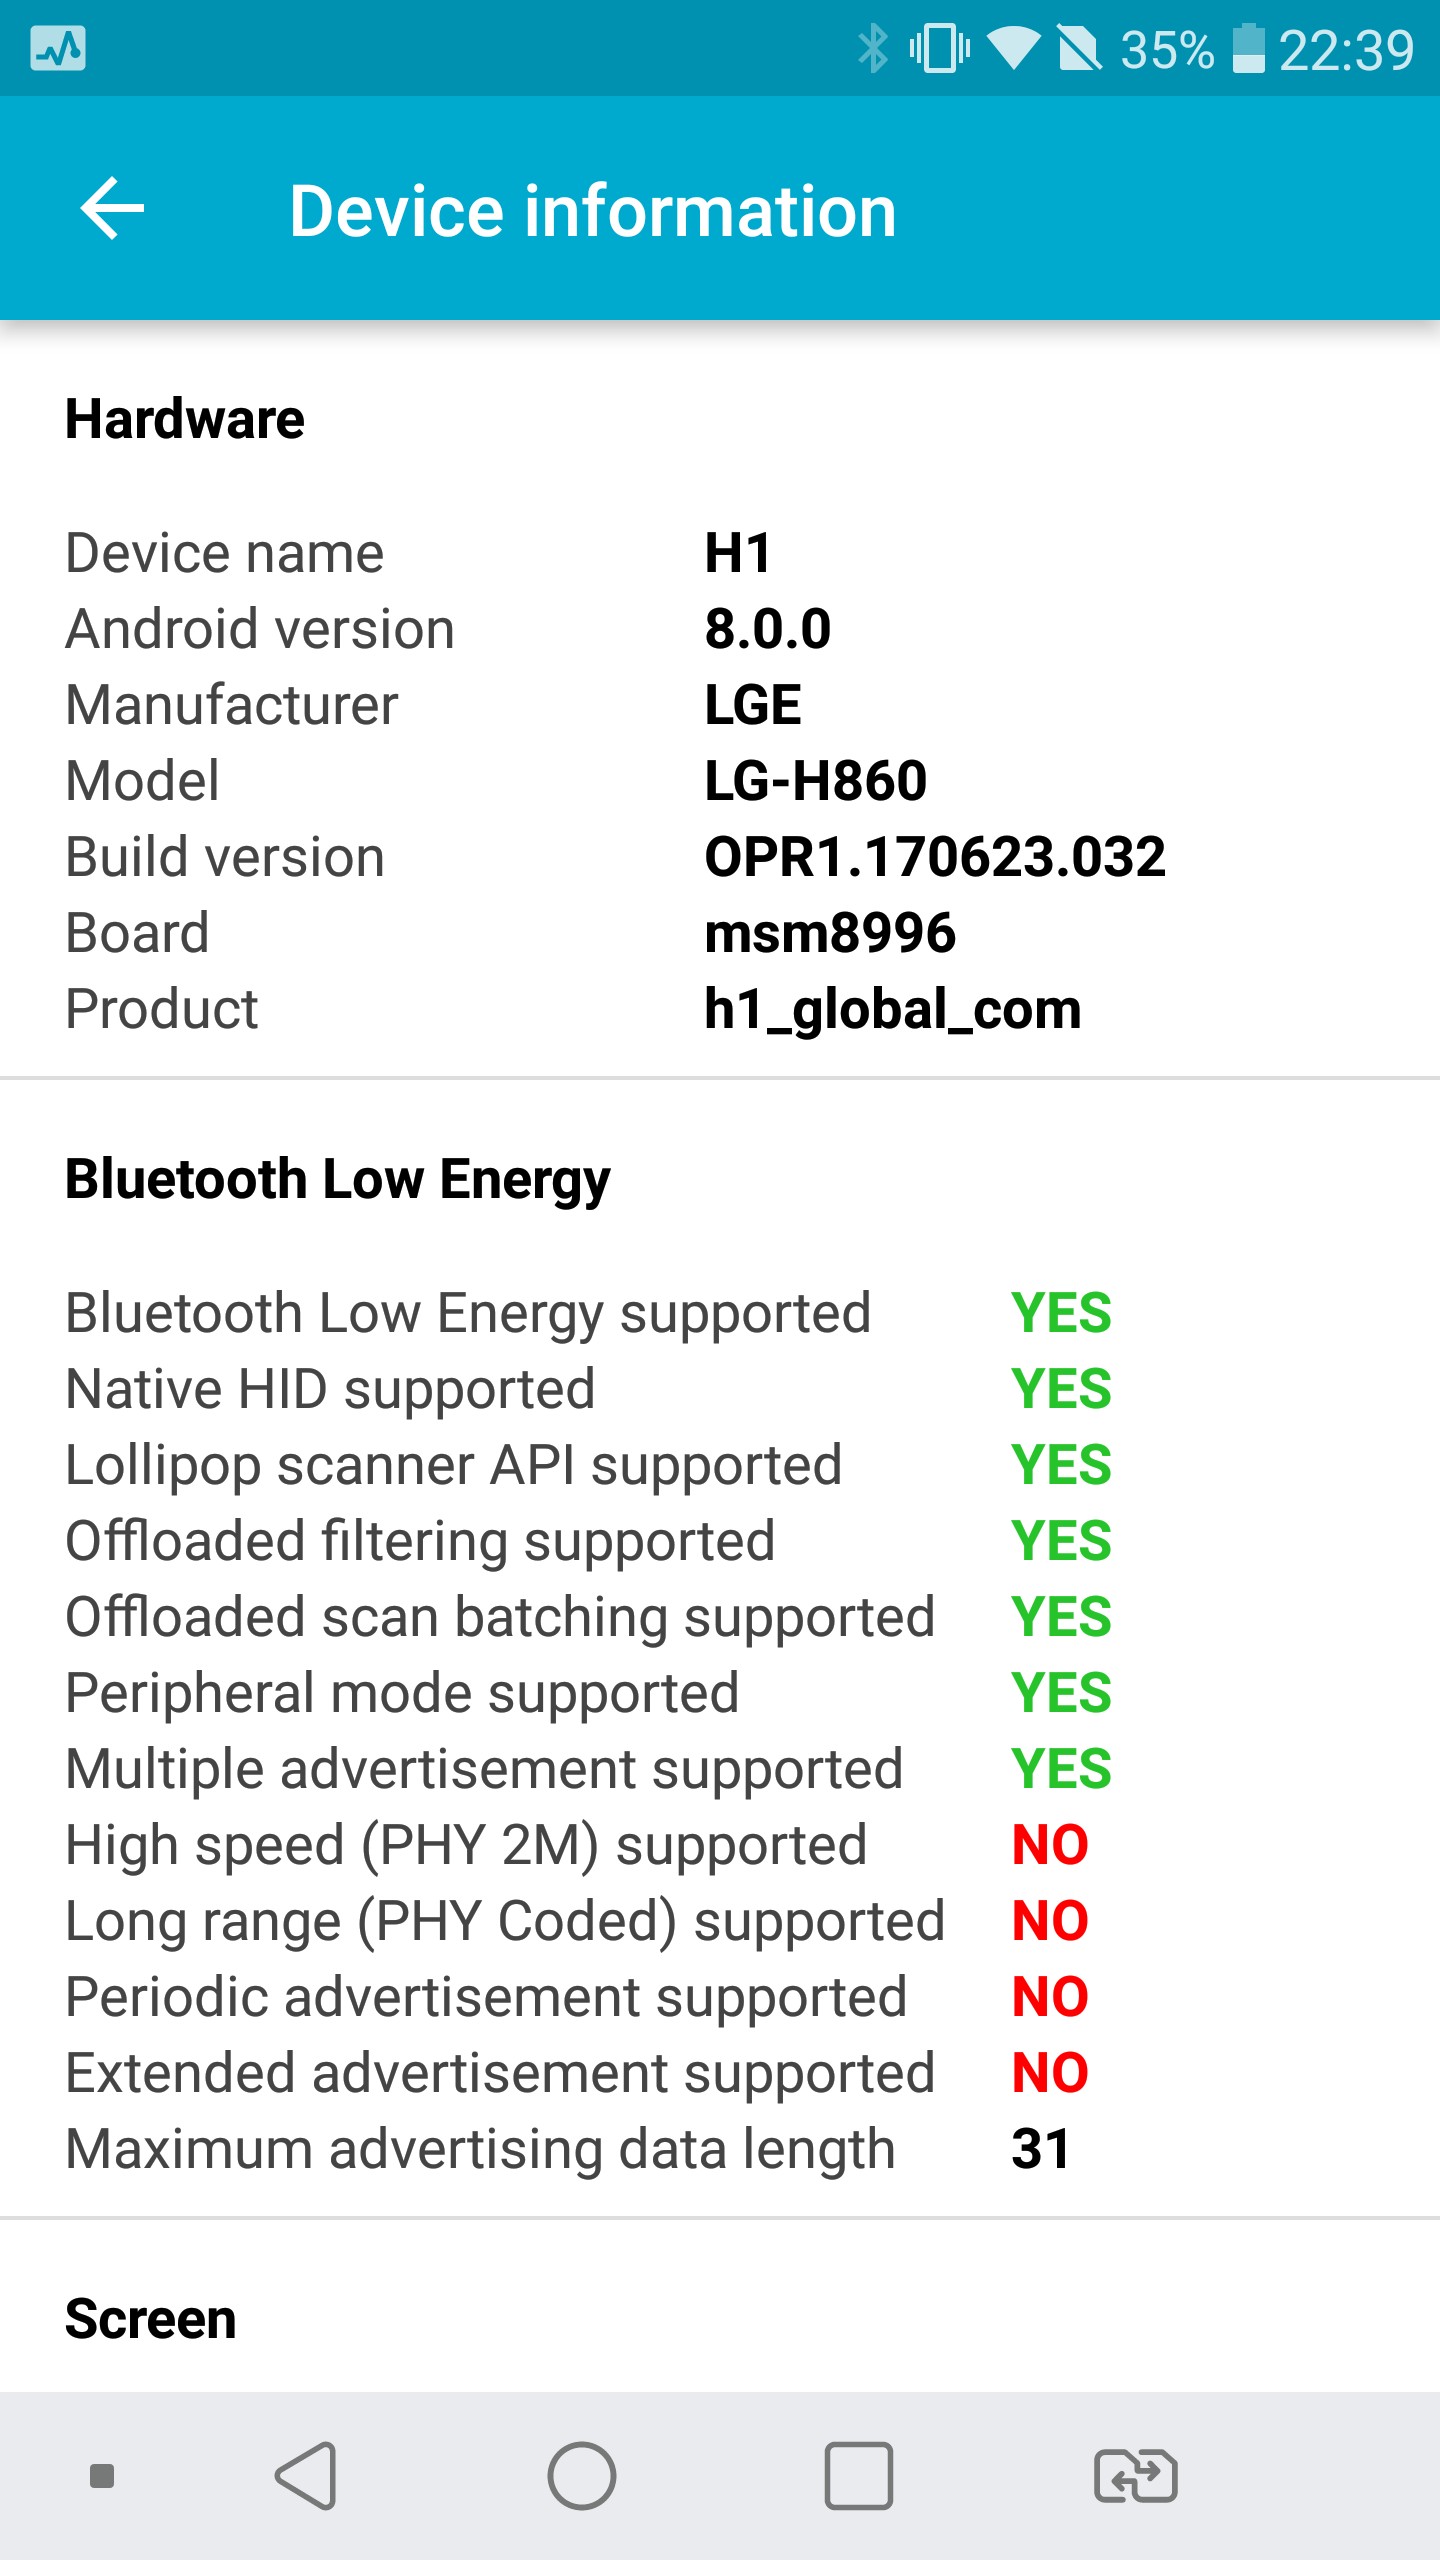 35% 22:39
Device information
Hardware
Device name H1
Android version 8.0.0
Manufacturer LGE
Model LG-H860
Build version OPR1.170623.032
Board msm8996
Product h1_global_com
Bluetooth Low Energy
Bluetooth Low Energy supported YES
Native HID supported YES
Lollipop scanner API supported YES
Offloaded filtering supported YES
Offloaded scan batching supported YES
Peripheral mode supported YES
Multiple advertisement supported YES
High speed (PHY 2M) supported NO
Long range (PHY Coded) supported NO
Periodic advertisement supported NO
Extended advertisement supported NO
Maximum advertising data length 31
Screen